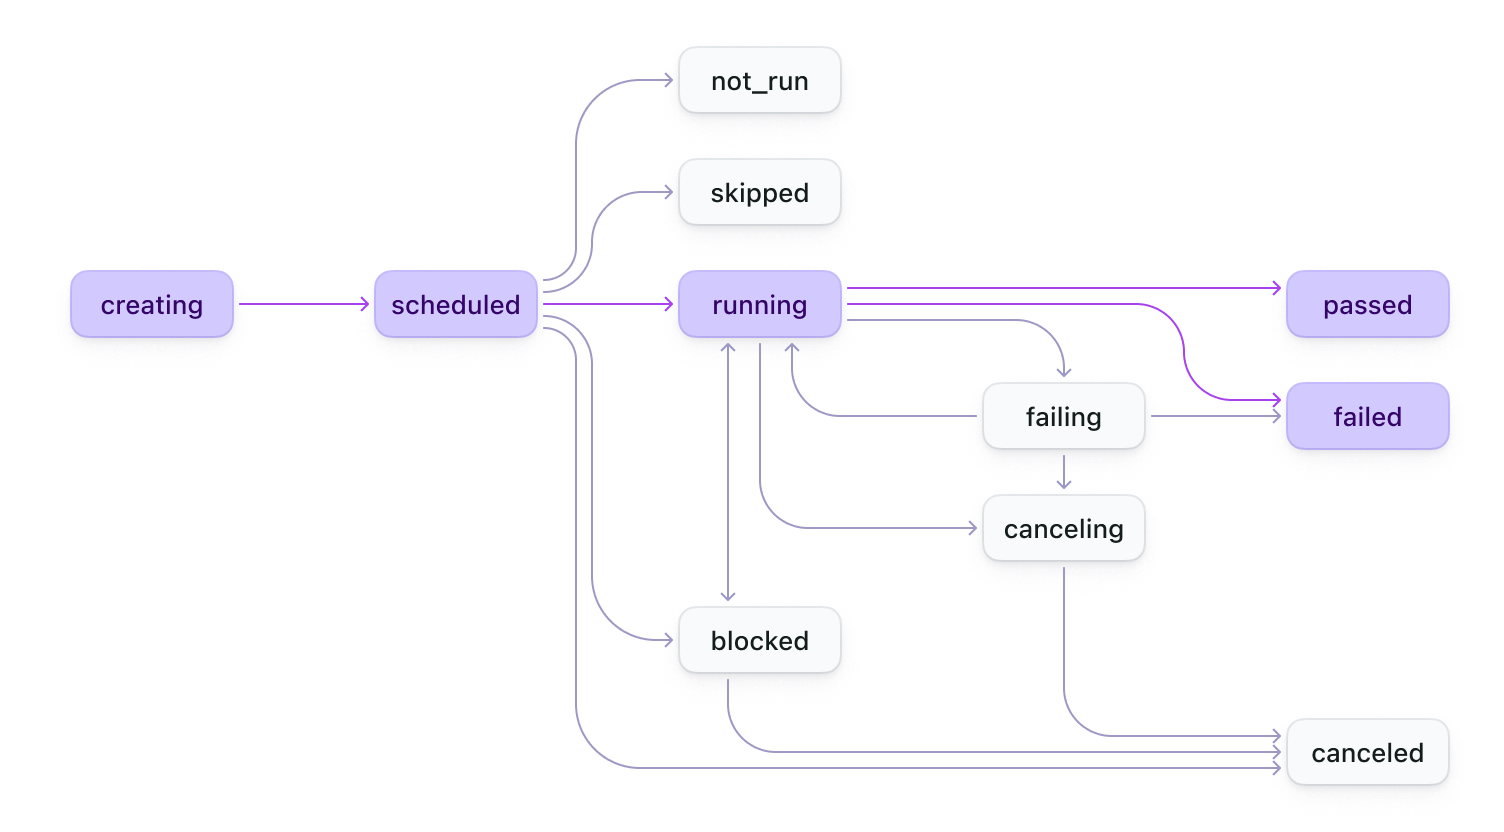 not_run
skipped
creating
scheduled
running
passed
failing
failed
canceling
blocked
canceled